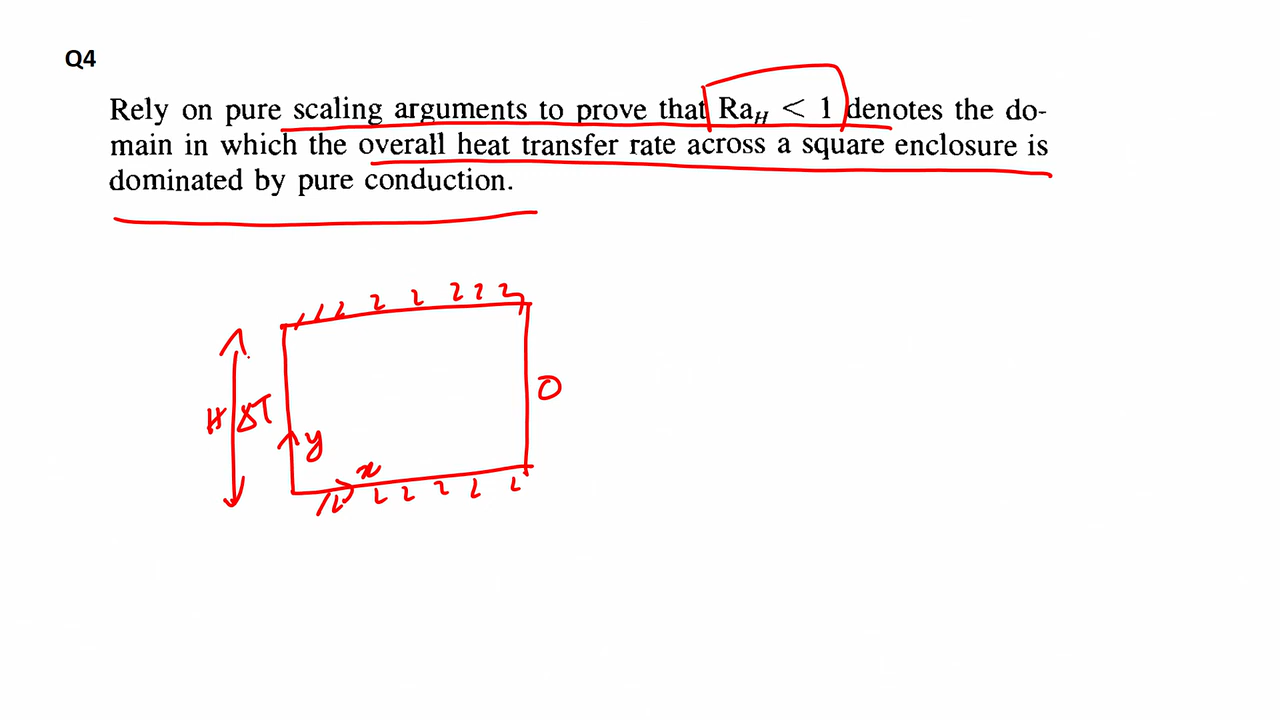 Q4
Rely on pure scaling arguments to prove that Ra_H < 1 denotes the do-
main in which the overall heat transfer rate across a square enclosure is
dominated by pure conduction.
H ΔT
O
y
x